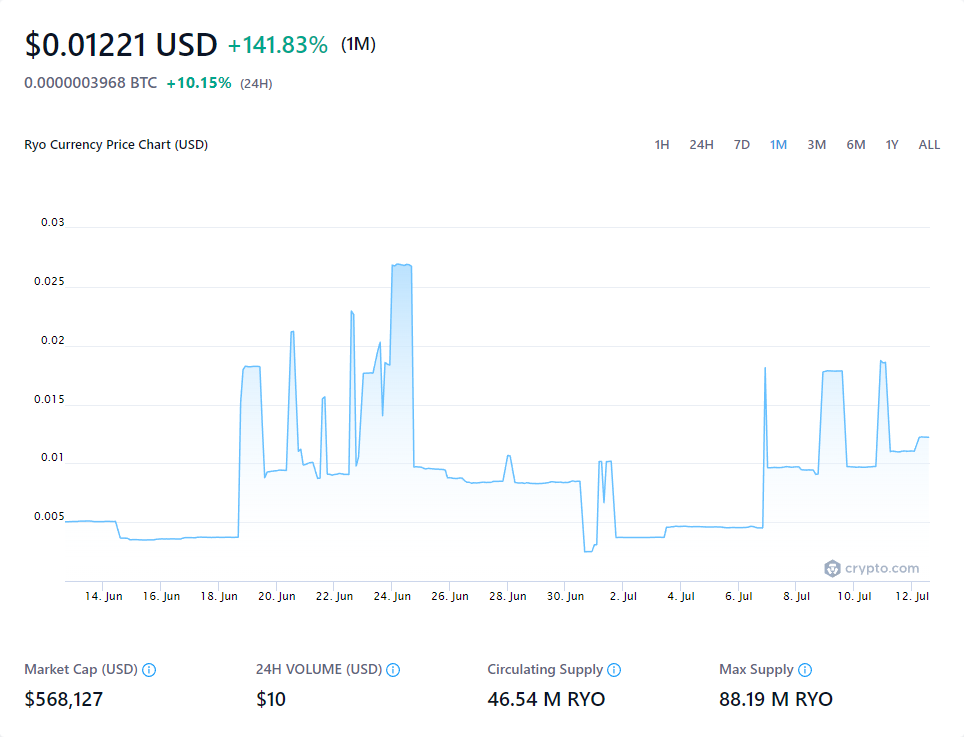 $0.01221 USD +141.83% (1M)
0.0000003968 BTC +10.15% (24H)
Ryo Currency Price Chart (USD) 1H 24H 7D 1M 3M 6M 1Y ALL
0.03
0.025
0.02
0.015
0.01
0.005
crypto.com
14. Jun 16. Jun 18. Jun 20. Jun 22. Jun 24. Jun 26. Jun 28. Jun 30. Jun 2. Jul 4. Jul 6. Jul 8. Jul 10. Jul 12. Jul
Market Cap (USD) 24H VOLUME (USD) Circulating Supply Max Supply
$568,127 $10 46.54 M RYO 88.19 M RYO